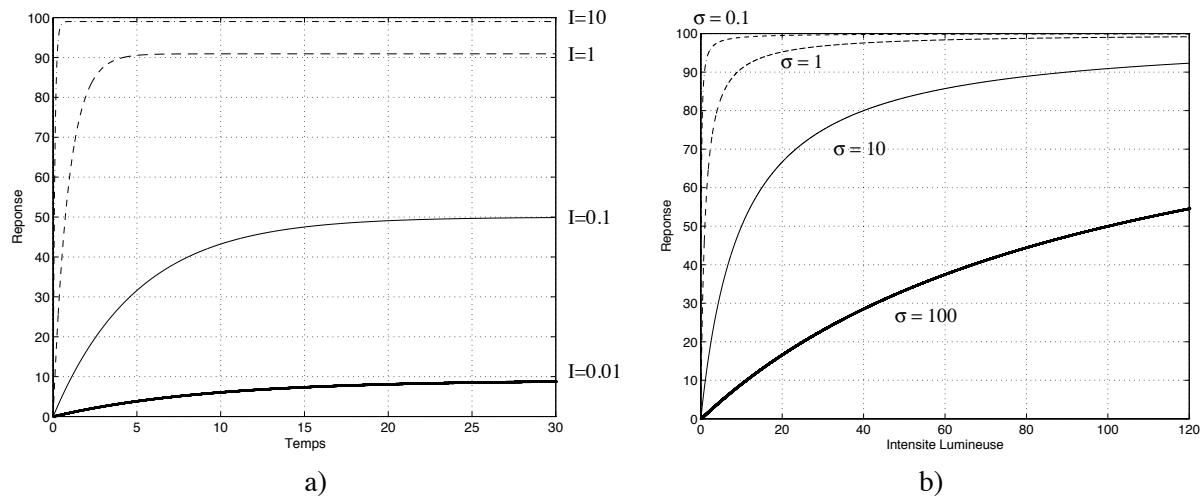 100
90
80
70
60
50
40
30
20
10
0
Reponse
0 5 10 15 20 25 30
Temps
I=10
I=1
I=0.1
I=0.01
a)
σ = 0.1
100
90
80
70
60
50
40
30
20
10
0
Reponse
σ = 1
σ = 10
σ = 100
0 20 40 60 80 100 120
Intensite Lumineuse
b)